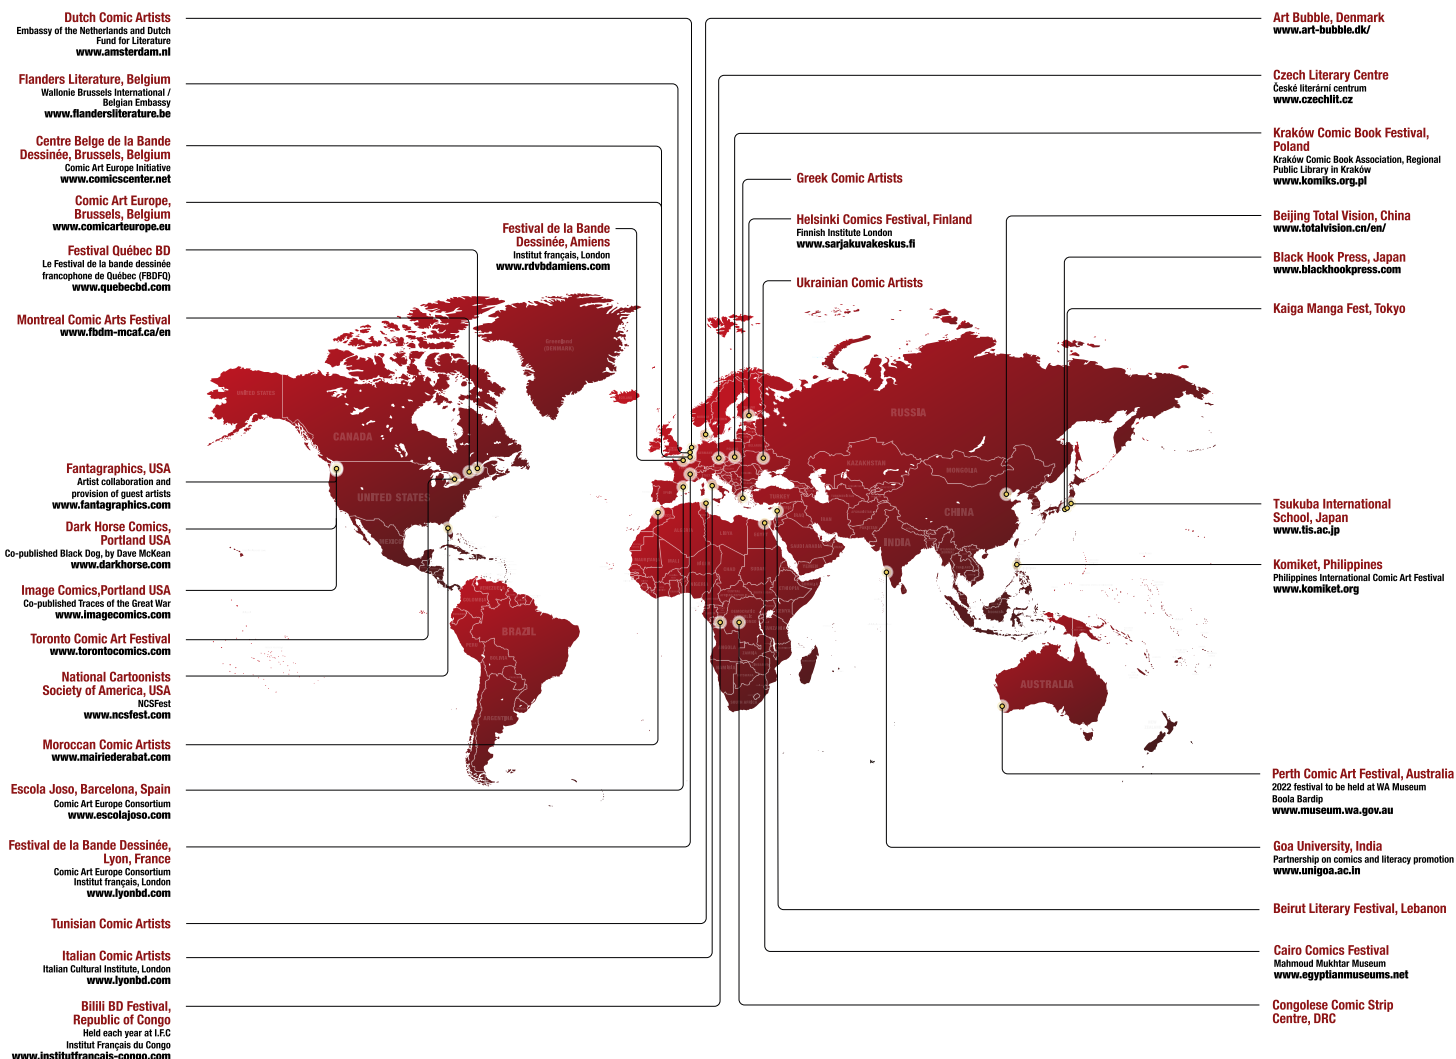 Dutch Comic Artists
Embassy of the Netherlands and Dutch
Fund for Literature
www.amsterdam.nl
Flanders Literature, Belgium
Wallonie Brussels International /
Belgian Embassy
www.flandersliterature.be
Centre Belge de la Bande
Dessinée, Brussels, Belgium
Comic Art Europe Initiative
www.comicscenter.net
Comic Art Europe,
Brussels, Belgium
www.comicarteurope.eu
Festival Québec BD
Le Festival de la bande dessinée
francophone de Québec (FBDFQ)
www.quebecbd.com
Montreal Comic Arts Festival
www.fbdm-mcaf.ca/en
Fantagraphics, USA
Artist collaboration and
provision of guest artists
www.fantagraphics.com
Dark Horse Comics,
Portland USA
Co-published Black Dog, by Dave McKean
www.darkhorse.com
Image Comics,Portland USA
Co-published Traces of the Great War
www.imagecomics.com
Toronto Comic Art Festival
www.torontocomics.com
National Cartoonists
Society of America, USA
NCSFest
www.ncsfest.com
Moroccan Comic Artists
www.mairiederabat.com
Escola Joso, Barcelona, Spain
Comic Art Europe Consortium
www.escolajoso.com
Festival de la Bande Dessinée,
Lyon, France
Comic Art Europe Consortium
Institut français, London
www.lyonbd.com
Tunisian Comic Artists
Italian Comic Artists
Italian Cultural Institute, London
www.lyonbd.com
Bilili BD Festival,
Republic of Congo
Held each year at I.F.C
Institut Français du Congo
www.institutfrancais-congo.com
Festival de la Bande
Dessinée, Amiens
Institut français, London
www.rdvbdamiens.com
Greek Comic Artists
Helsinki Comics Festival, Finland
Finnish Institute London
www.sarjakuvakeskus.fi
Ukrainian Comic Artists
Art Bubble, Denmark
www.art-bubble.dk/
Czech Literary Centre
České literární centrum
www.czechlit.cz
Kraków Comic Book Festival,
Poland
Kraków Comic Book Association, Regional
Public Library in Kraków
www.komiks.org.pl
Beijing Total Vision, China
www.totalvision.cn/en/
Black Hook Press, Japan
www.blackhookpress.com
Kaiga Manga Fest, Tokyo
Tsukuba International
School, Japan
www.tis.ac.jp
Komiket, Philippines
Philippines International Comic Art Festival
www.komiket.org
Perth Comic Art Festival, Australia
2022 festival to be held at WA Museum
Boola Bardip
www.museum.wa.gov.au
Goa University, India
Partnership on comics and literacy promotion
www.unigoa.ac.in
Beirut Literary Festival, Lebanon
Cairo Comics Festival
Mahmoud Mukhtar Museum
www.egyptianmuseums.net
Congolese Comic Strip
Centre, DRC
Greenland
(DENMARK)
UNITED STATES
CANADA
UNITED STATES
MEXICO
BRAZIL
ARGENTINA
RUSSIA
KAZAKHSTAN
MONGOLIA
CHINA
INDIA
AUSTRALIA